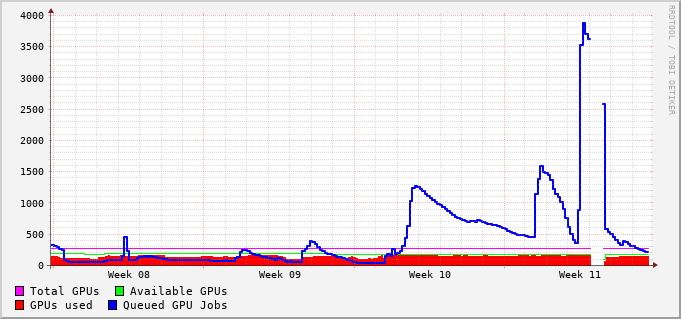 4000
3500
3000
2500
2000
1500
1000
500
0
Week 08 Week 09 Week 10 Week 11
Total GPUs Available GPUs
GPUs used Queued GPU Jobs
RRDTOOL / TOBI OETIKER